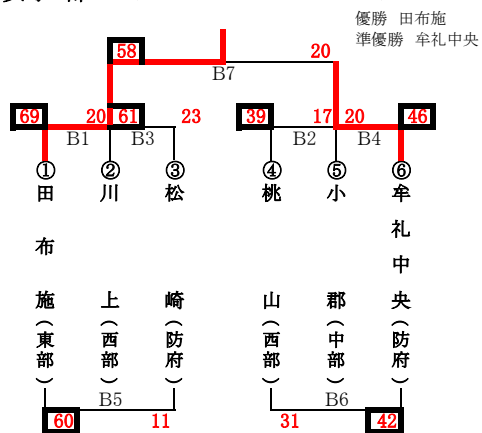 優勝 田布施
準優勝 牟礼中央
58
20
B7
69
20
61
23
39
17
20
46
B1
B3
B2
B4
①
②
③
④
⑤
⑥
田布施(東部)
川上(西部)
松崎(防府)
桃山(西部)
小郡(中部)
牟礼中央(防府)
B5
B6
60
11
31
42